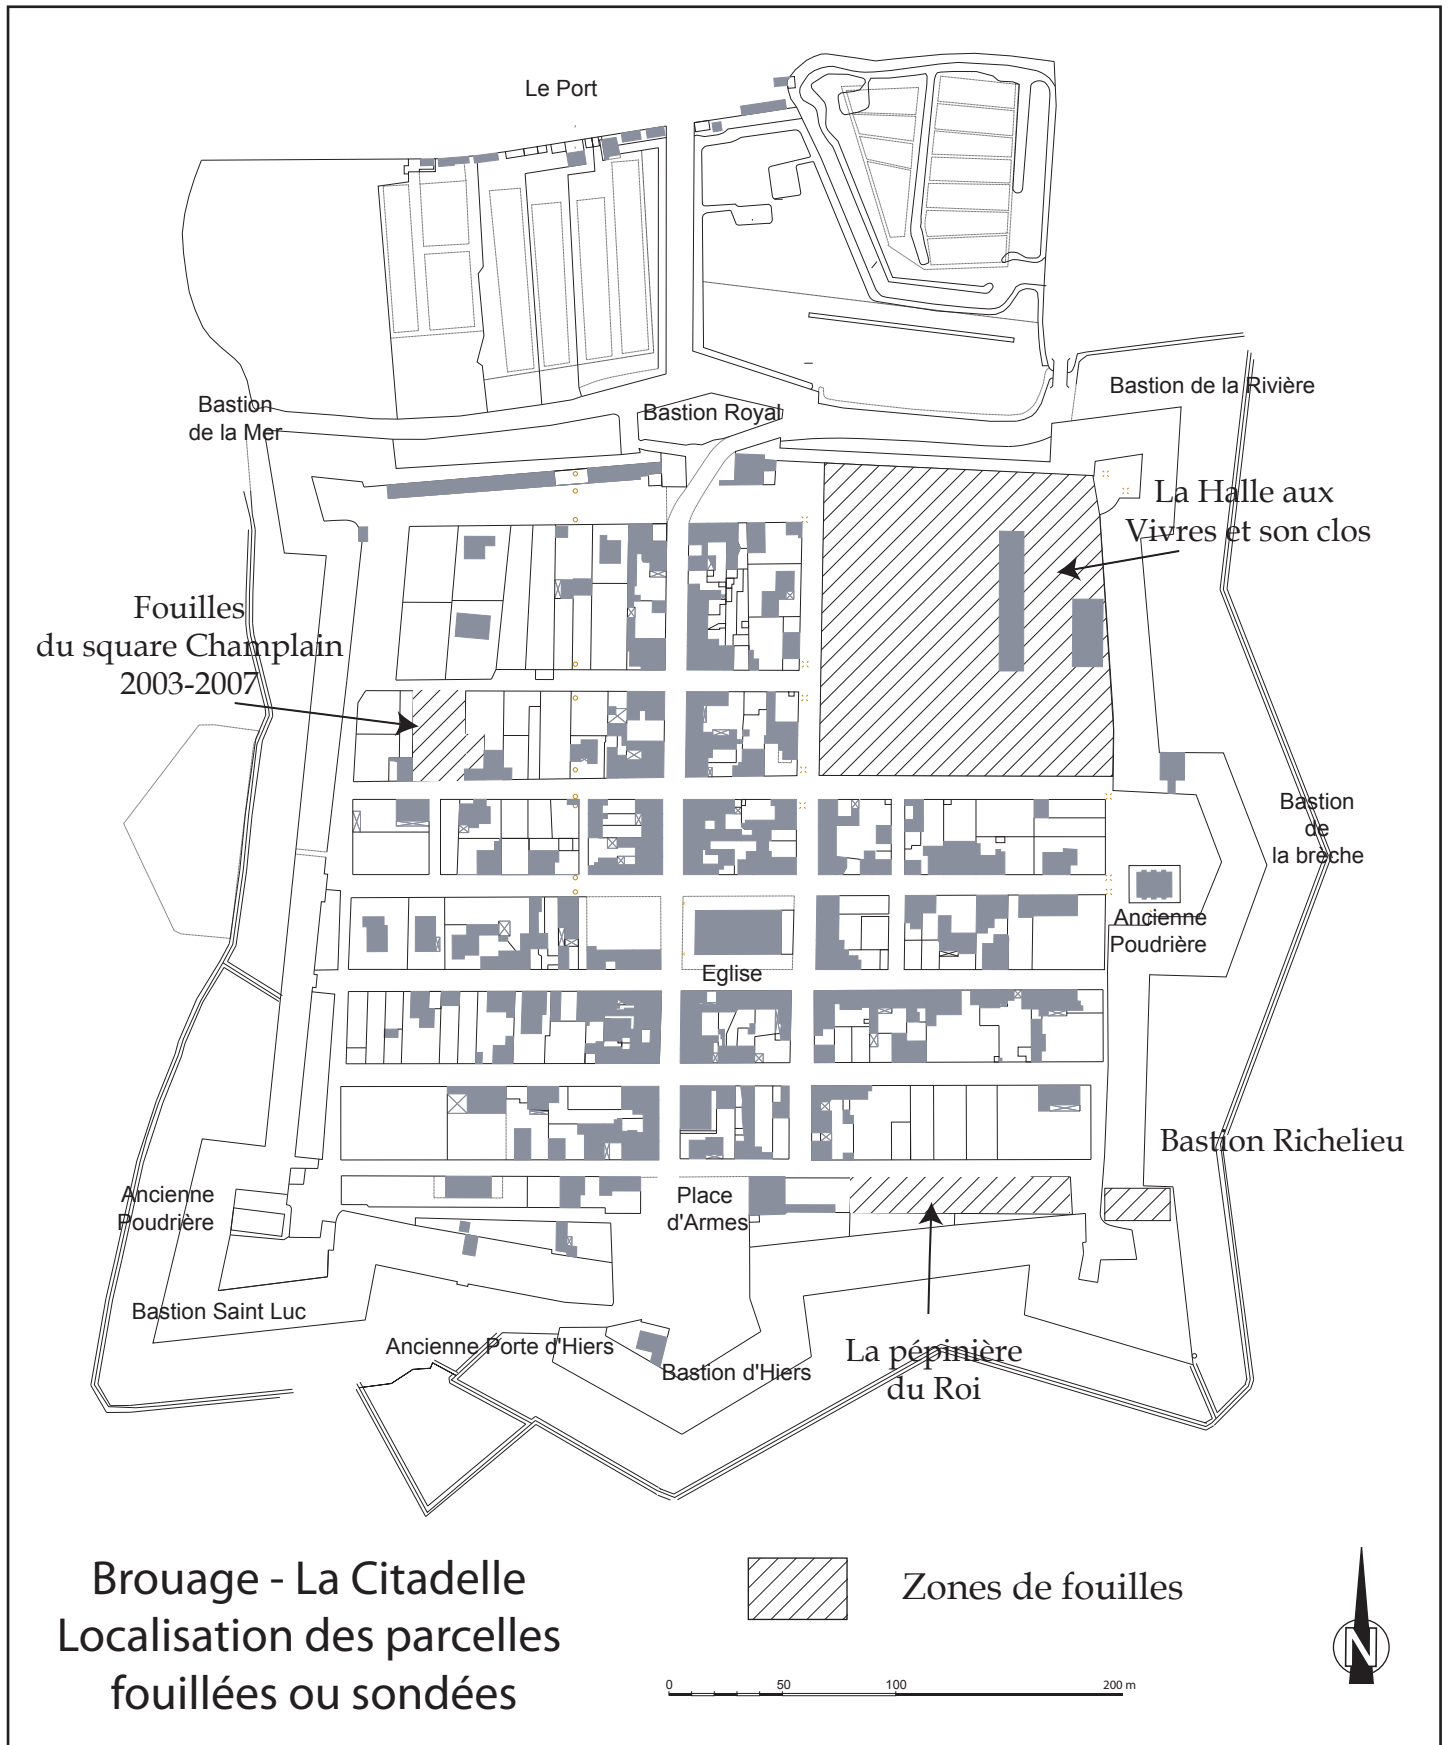 Le Port
Bastion de la Rivière
Bastion
de la Mer
Bastion Royal
La Halle aux
Vivres et son clos
Fouilles
du square Champlain
2003-2007
Bastion
de
la brèche
Ancienne
Poudrière
Eglise
Bastion Richelieu
Ancienne
Poudrière
Place
d'Armes
Bastion Saint Luc
Ancienne Porte d'Hiers
Bastion d'Hiers
La pépinière
du Roi
Brouage - La Citadelle
Localisation des parcelles
fouillées ou sondées
Zones de fouilles
N
0 50 100 200 m